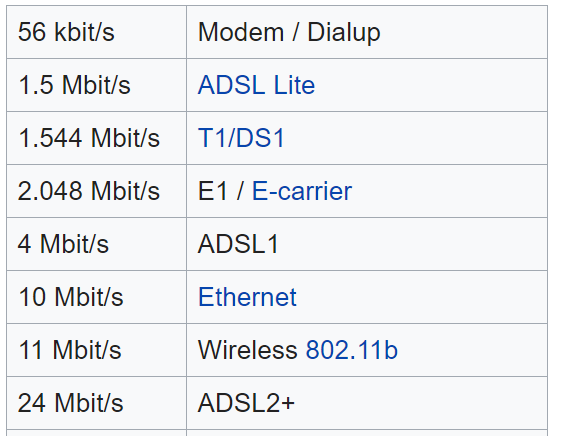 56 kbit/s Modem / Dialup
1.5 Mbit/s ADSL Lite
1.544 Mbit/s T1/DS1
2.048 Mbit/s E1 / E-carrier
4 Mbit/s ADSL1
10 Mbit/s Ethernet
11 Mbit/s Wireless 802.11b
24 Mbit/s ADSL2+